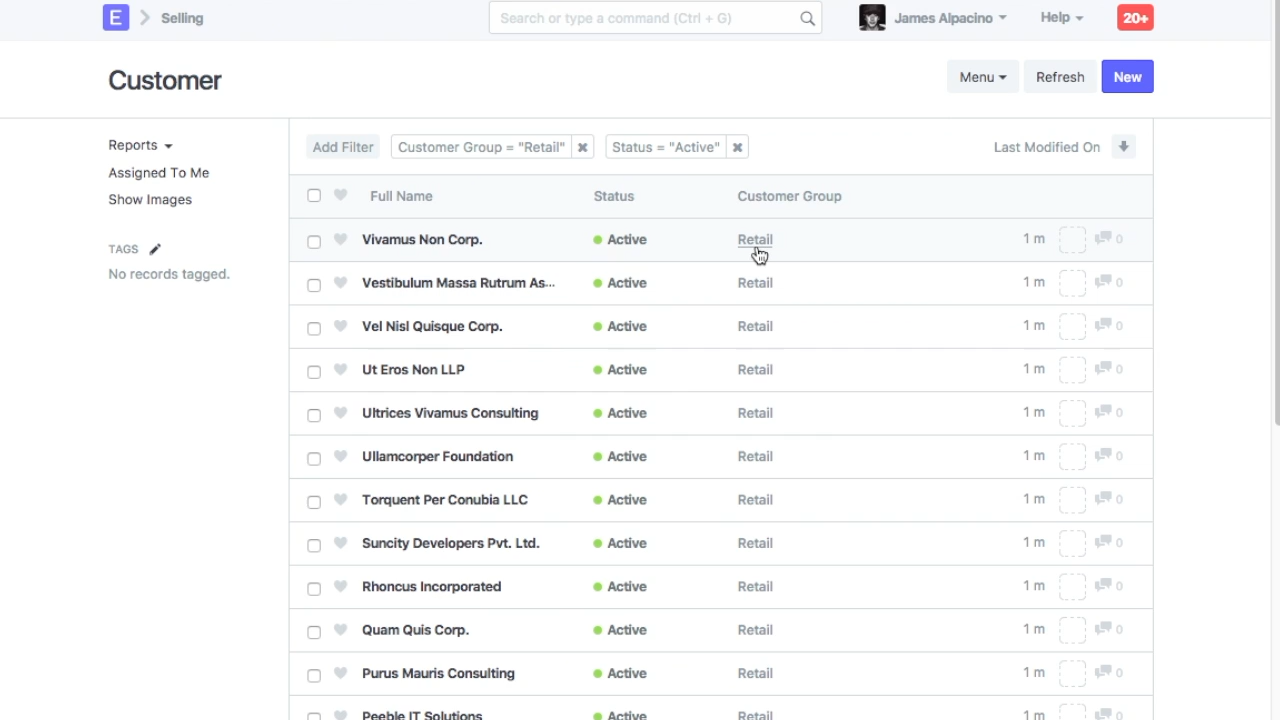 E Selling Search or type a command (Ctrl + G) James Alpacino Help 20+
Customer Menu Refresh New
Reports
Assigned To Me
Show Images
TAGS
No records tagged.
Add Filter Customer Group = "Retail" Status = "Active" Last Modified On
Full Name Status Customer Group
Vivamus Non Corp. Active Retail 1 m 0
Vestibulum Massa Rutrum As... Active Retail 1 m 0
Vel Nisl Quisque Corp. Active Retail 1 m 0
Ut Eros Non LLP Active Retail 1 m 0
Ultrices Vivamus Consulting Active Retail 1 m 0
Ullamcorper Foundation Active Retail 1 m 0
Torquent Per Conubia LLC Active Retail 1 m 0
Suncity Developers Pvt. Ltd. Active Retail 1 m 0
Rhoncus Incorporated Active Retail 1 m 0
Quam Quis Corp. Active Retail 1 m 0
Purus Mauris Consulting Active Retail 1 m 0
Peeble IT Solutions Active Retail 1 m 0